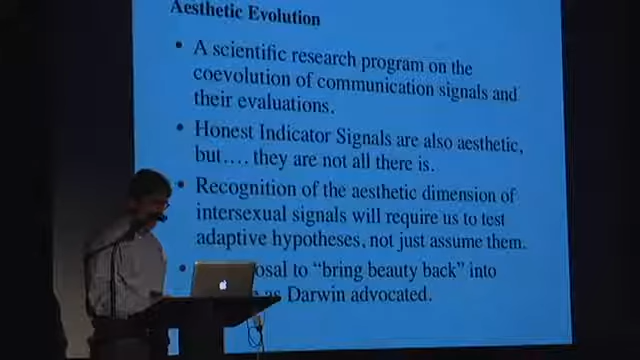 Aesthetic Evolution
• A scientific research program on the
coevolution of communication signals and
their evaluations.
• Honest Indicator Signals are also aesthetic,
but…. they are not all there is.
• Recognition of the aesthetic dimension of
intersexual signals will require us to test
adaptive hypotheses, not just assume them.
• to “bring beauty back” into
as Darwin advocated.